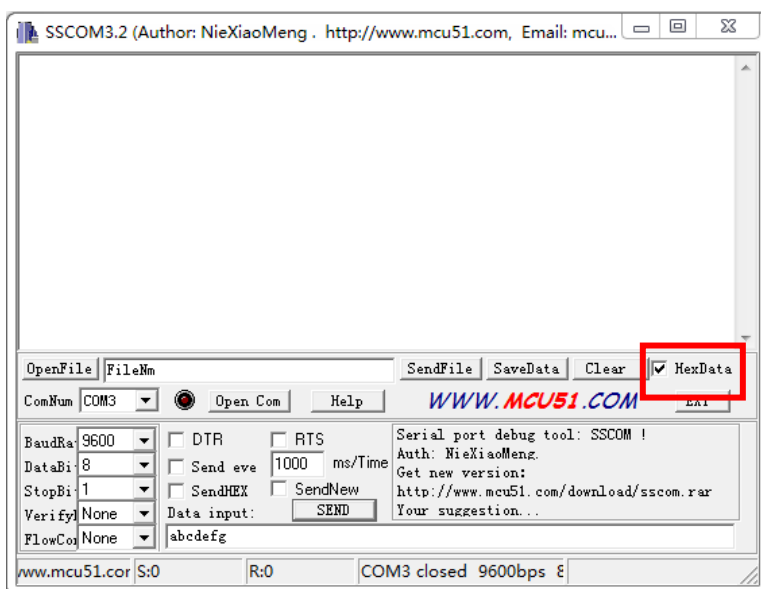 SSCOM3.2 (Author: NieXiaoMeng . http://www.mcu51.com, Email: mcu...
OpenFile FileNm SendFile SaveData Clear HexData
ComNum COM3 Open Com Help WWW.MCU51.COM EXT
BaudRa 9600 DTR RTS
DataBi 8 Send eve 1000 ms/Time
StopBi 1 SendHEX SendNew
Verify None Data input: SEND
FlowCo None abcdefg
Serial port debug tool: SSCOM !
Auth: NieXiaoMeng.
Get new version:
http://www.mcu51.com/download/sscom.rar
Your suggestion...
www.mcu51.cor S:0 R:0 COM3 closed 9600bps 8